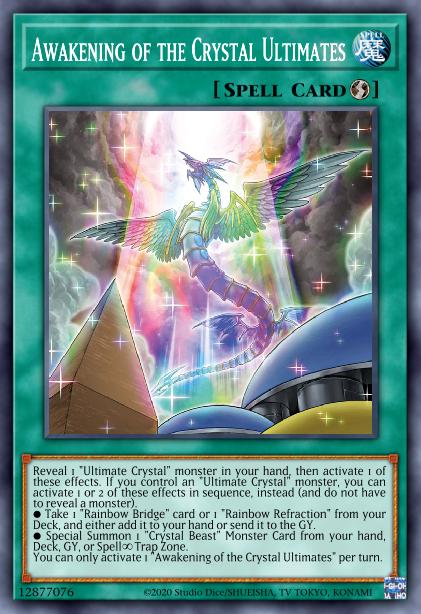 Awakening of the Crystal Ultimates
SPELL
魔
[Spell Card]
Reveal 1 "Ultimate Crystal" monster in your hand, then activate 1 of
these effects. If you control an "Ultimate Crystal" monster, you can
activate 1 or 2 of these effects in sequence, instead (and do not have
to reveal a monster).
● Take 1 "Rainbow Bridge" card or 1 "Rainbow Refraction" from your
Deck, and either add it to your hand or send it to the GY.
● Special Summon 1 "Crystal Beast" Monster Card from your hand,
Deck, GY, or Spell∞Trap Zone.
You can only activate 1 "Awakening of the Crystal Ultimates" per turn.
12877076
©2020 Studio Dice/SHUEISHA, TV TOKYO, KONAMI